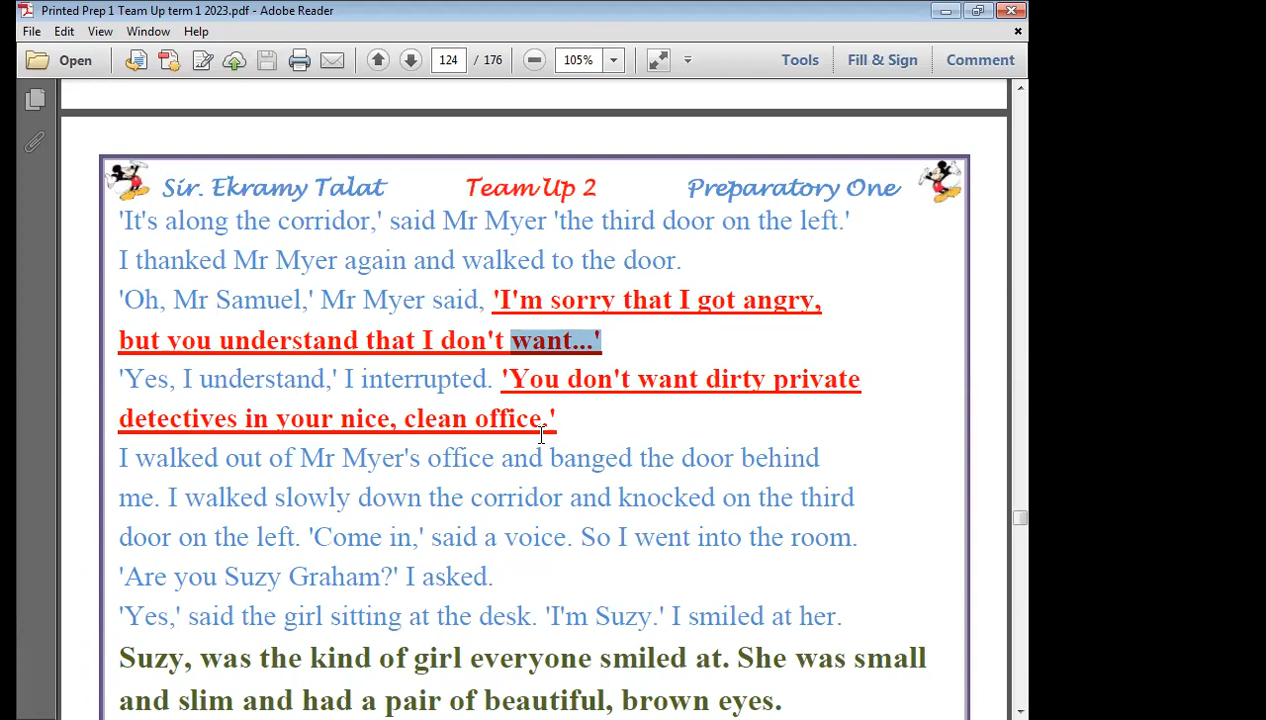 Printed Prep 1 Team Up term 1 2023.pdf - Adobe Reader
File Edit View Window Help
Open 124 / 176 105% Tools Fill & Sign Comment
Sir. Ekramy Talat Team Up 2 Preparatory One
'It's along the corridor,' said Mr Myer 'the third door on the left.'
I thanked Mr Myer again and walked to the door.
'Oh, Mr Samuel,' Mr Myer said, 'I'm sorry that I got angry,
but you understand that I don't want...'
'Yes, I understand,' I interrupted. 'You don't want dirty private
detectives in your nice, clean office.'
I walked out of Mr Myer's office and banged the door behind
me. I walked slowly down the corridor and knocked on the third
door on the left. 'Come in,' said a voice. So I went into the room.
'Are you Suzy Graham?' I asked.
'Yes,' said the girl sitting at the desk. 'I'm Suzy.' I smiled at her.
Suzy, was the kind of girl everyone smiled at. She was small
and slim and had a pair of beautiful, brown eyes.